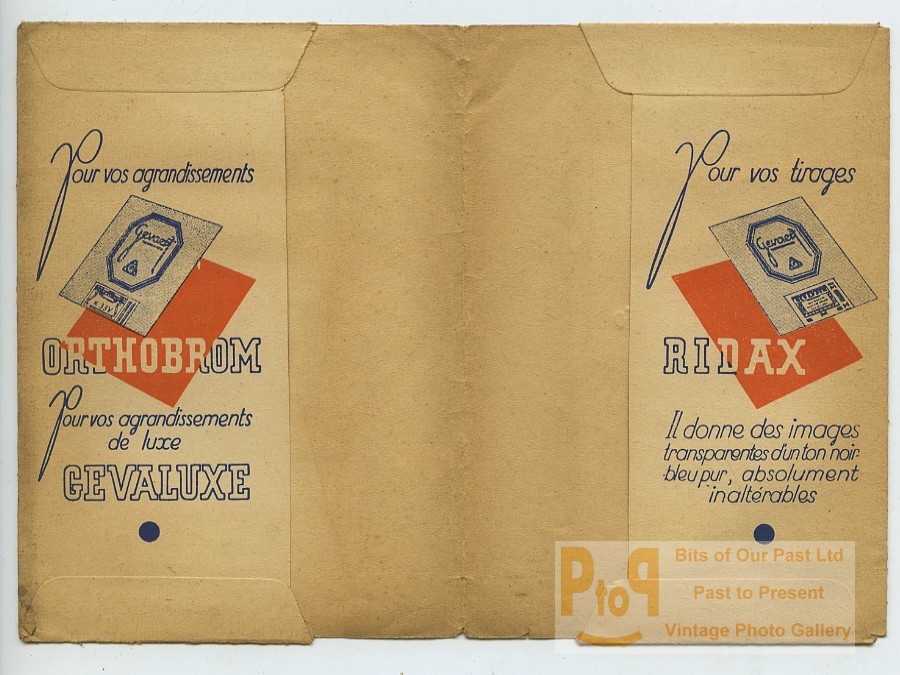 Pour vos agrandissements
Gevaert
ORTHOBROM
Pour vos agrandissements
de luxe
GEVALUXE
Pour vos tirages
Gevaert
RIDAX
RIDAX
Il donne des images
transparentes d'un ton noir-
-bleu pur, absolument
inaltérables
PtoP
Bits of Our Past Ltd
Past to Present
Vintage Photo Gallery